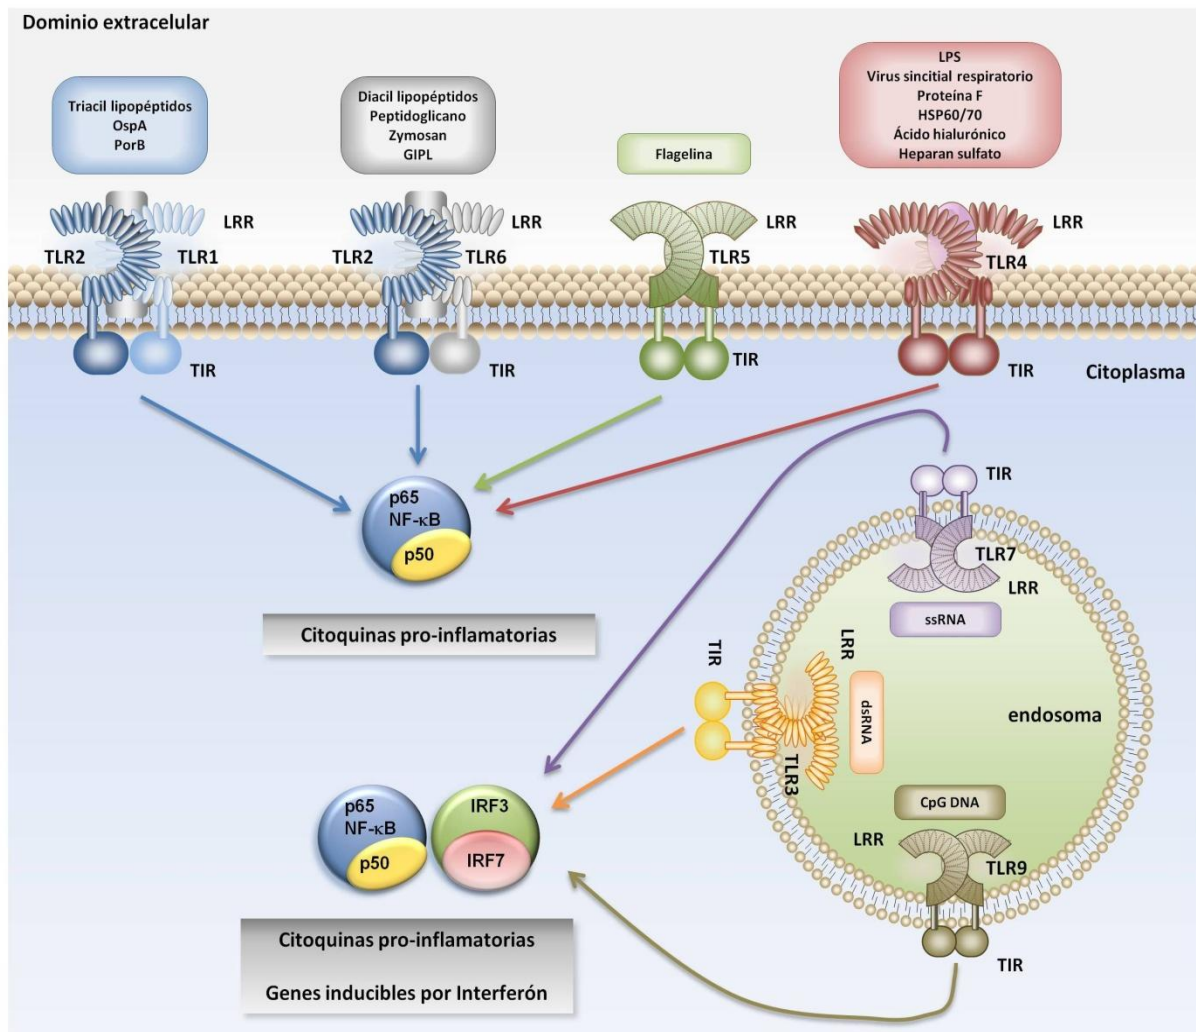 Dominio extracelular
Triacil lipopéptidos
OspA
PorB
Diacil lipopéptidos
Peptidoglicano
Zymosan
GIPL
Flagelina
LPS
Virus sincitial respiratorio
Proteína F
HSP60/70
Ácido hialurónico
Heparan sulfato
LRR
TLR2
TLR1
TIR
LRR
TLR2
TLR6
TIR
LRR
TLR5
TIR
LRR
TLR4
TIR
Citoplasma
p65
NF-κB
p50
Citoquinas pro-inflamatorias
TIR
TLR7
LRR
ssRNA
TIR
LRR
TLR3
dsRNA
endosoma
CpG DNA
LRR
TLR9
TIR
p65
NF-κB
p50
IRF3
IRF7
Citoquinas pro-inflamatorias
Genes inducibles por Interferón